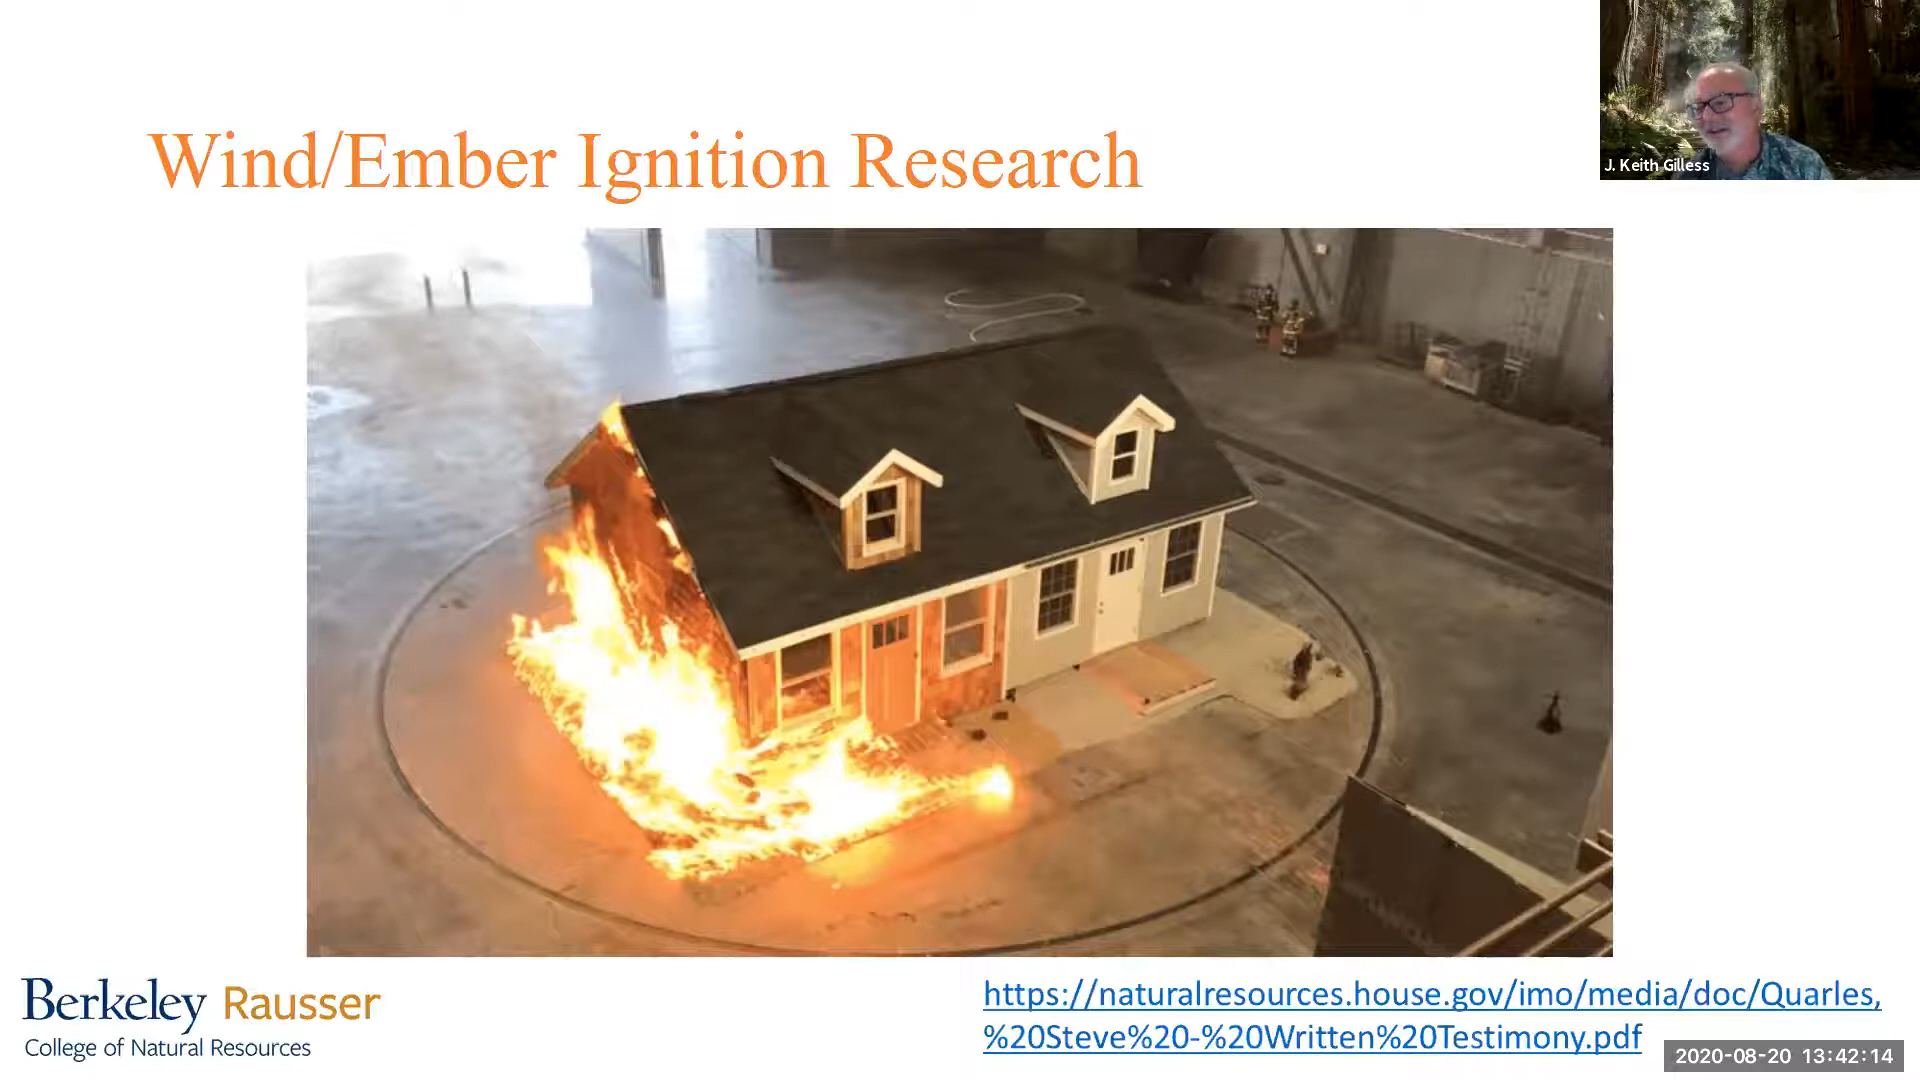 J. Keith Gilless
Wind/Ember Ignition Research
Berkeley Rausser
College of Natural Resources
https://naturalresources.house.gov/imo/media/doc/Quarles,
%20Steve%20-%20Written%20Testimony.pdf
2020-08-20 13:42:14